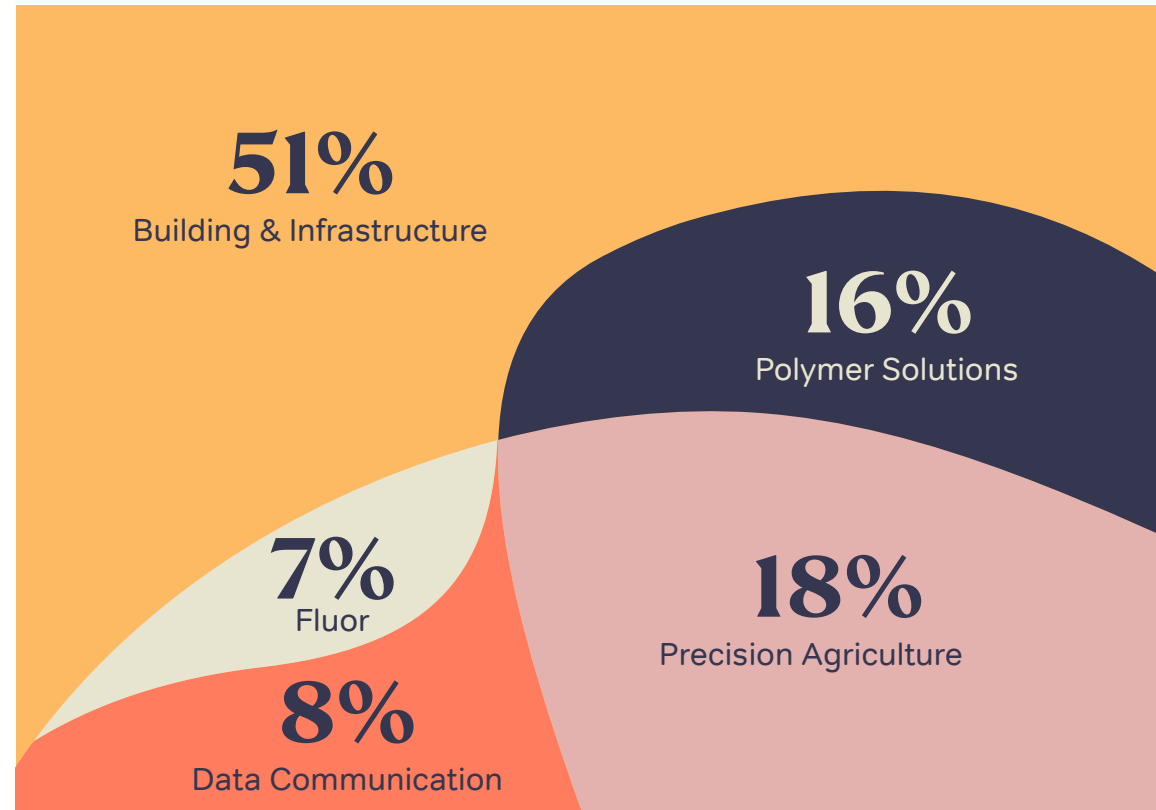 51%
Building & Infrastructure
16%
Polymer Solutions
7%
Fluor
18%
Precision Agriculture
8%
Data Communication